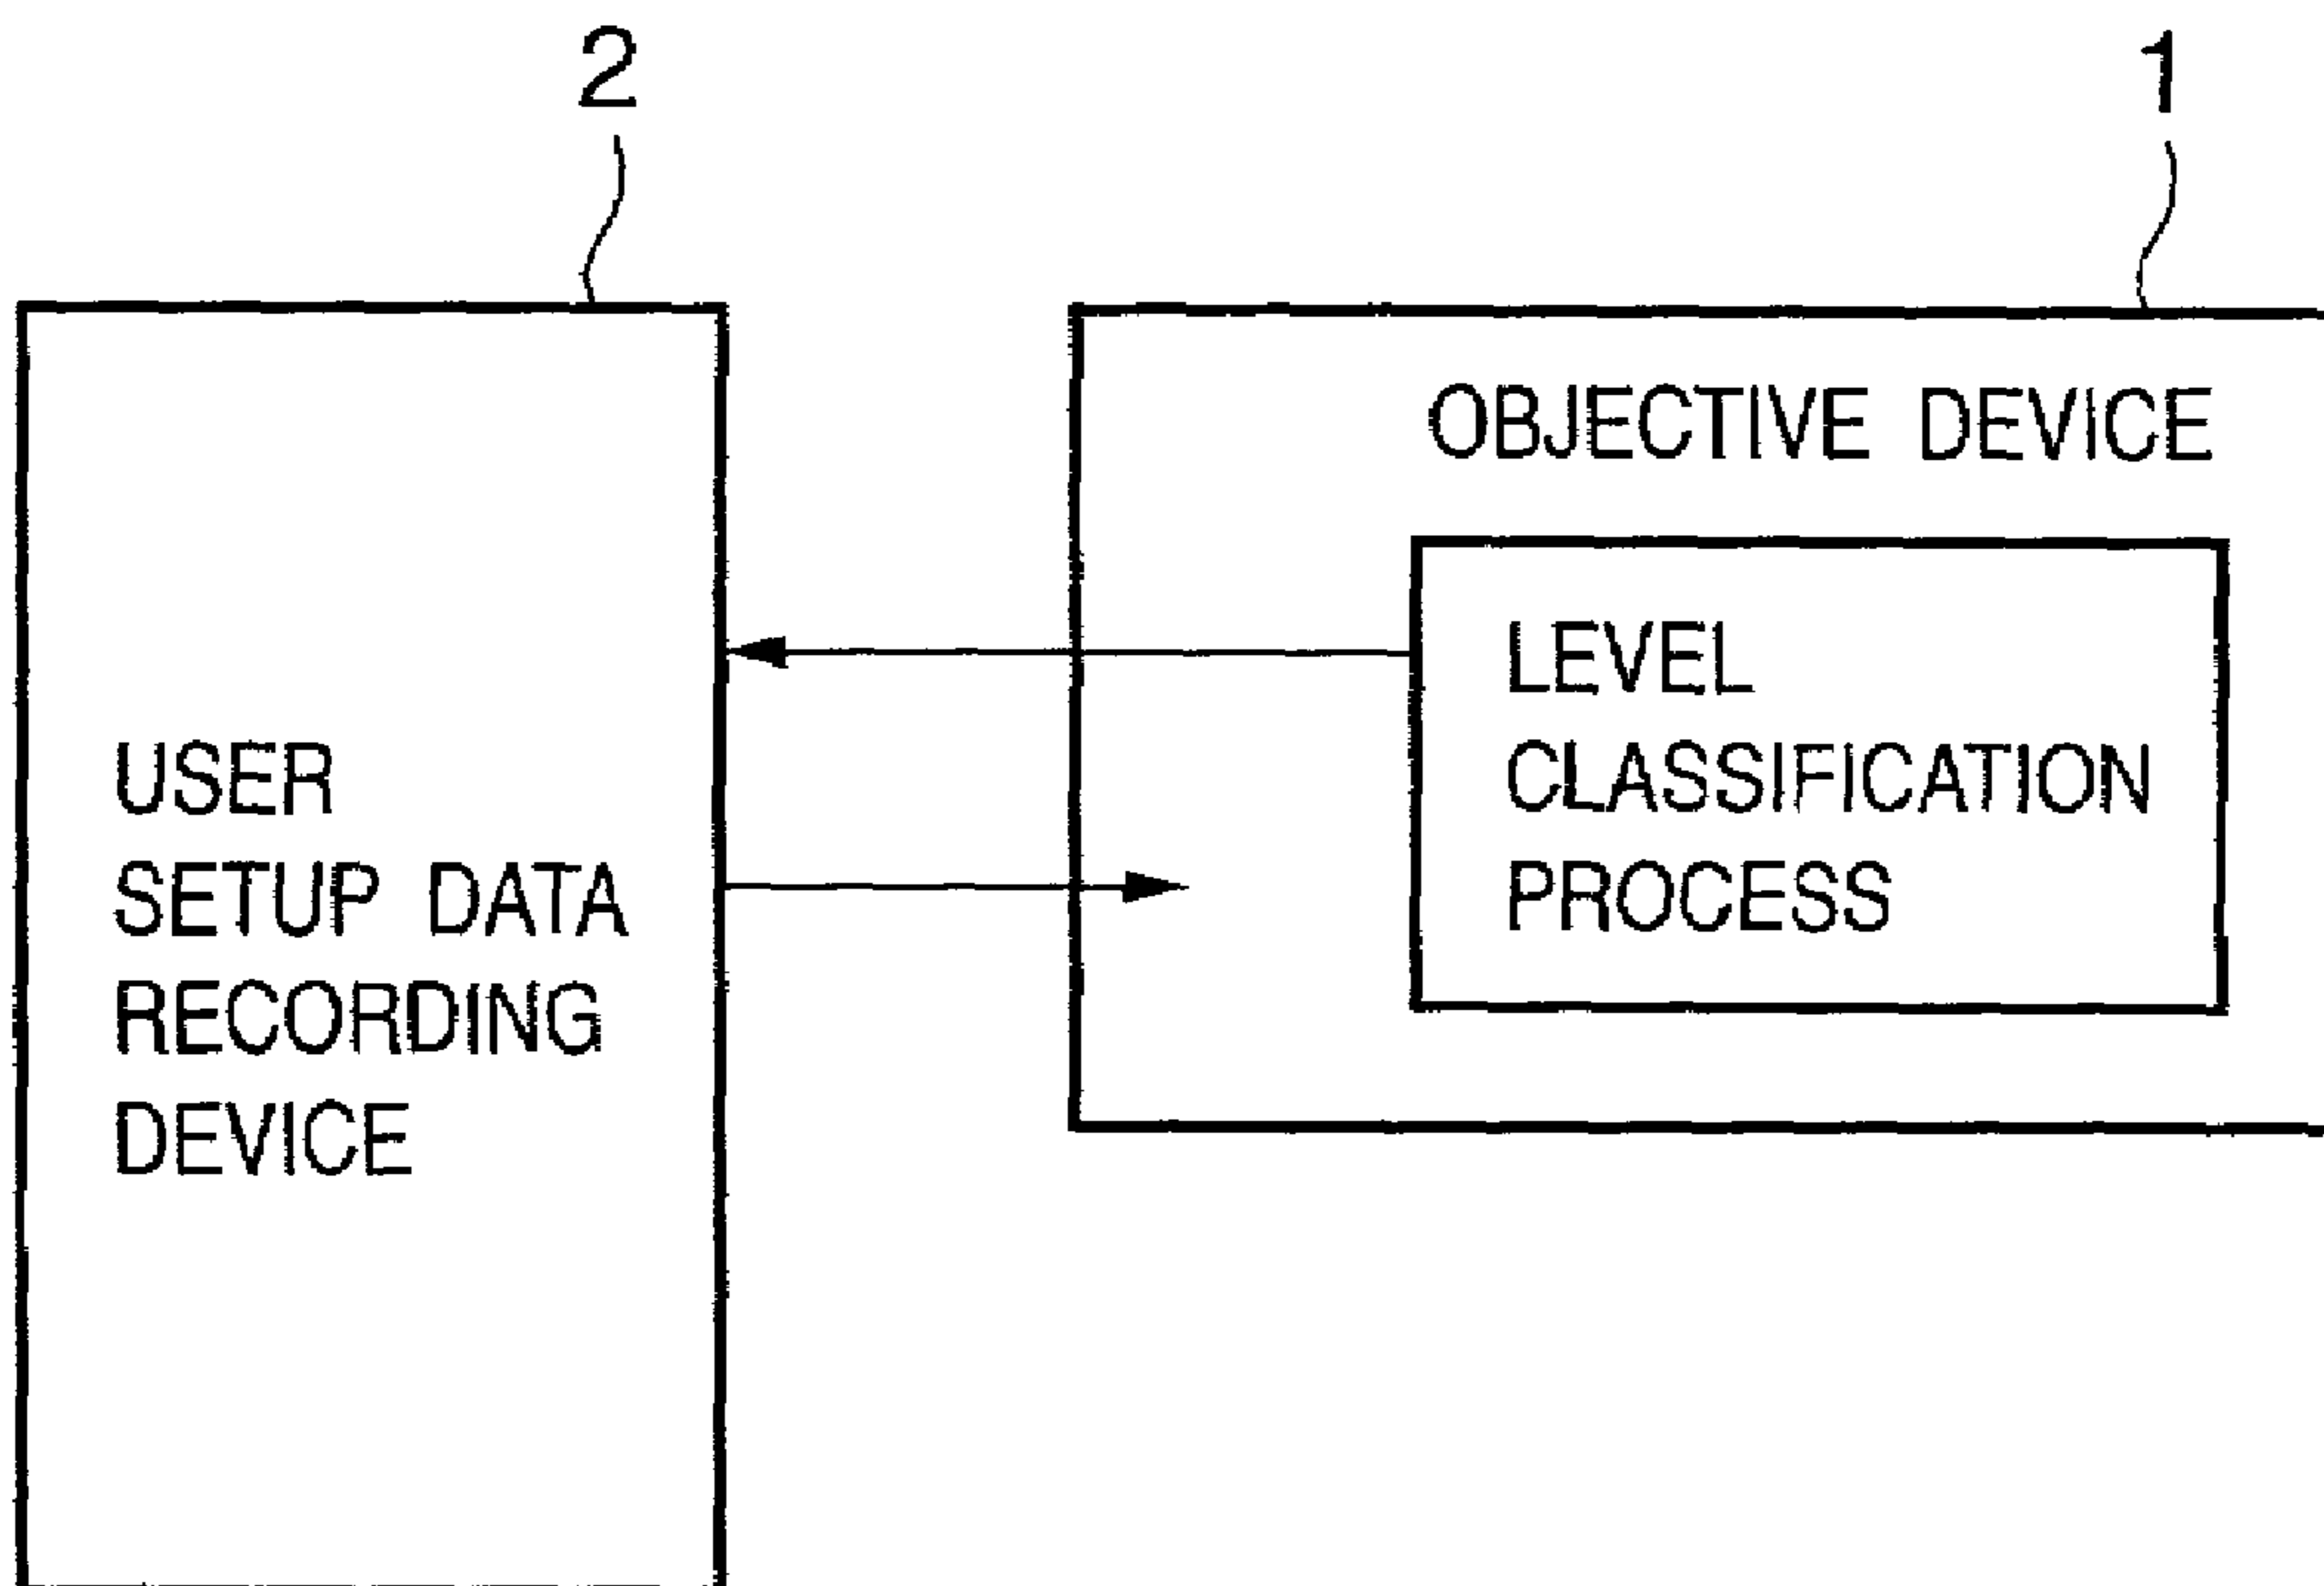 2
1
OBJECTIVE DEVICE
LEVEL
CLASSIFICATION
PROCESS
USER
SETUP DATA
RECORDING
DEVICE